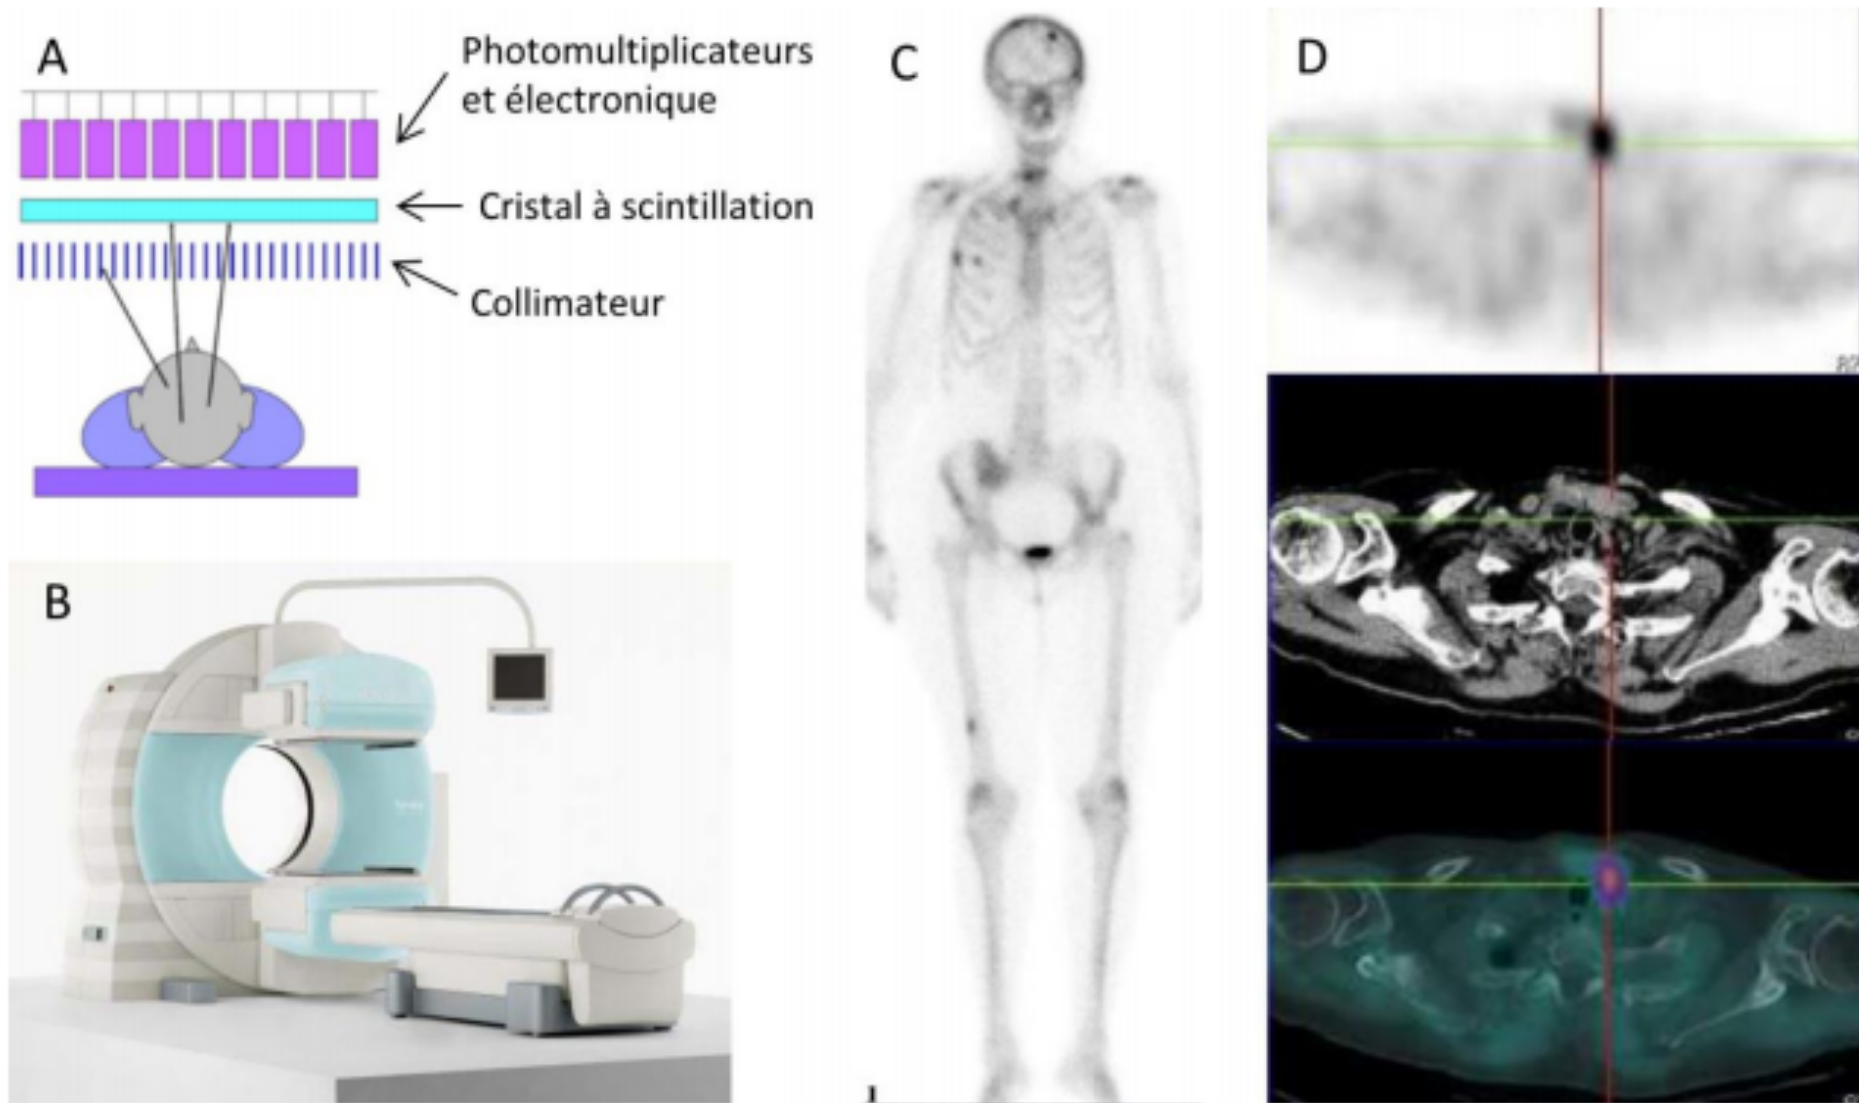 A
Photomultiplicateurs
et électronique
Cristal à scintillation
Collimateur
B
C
D